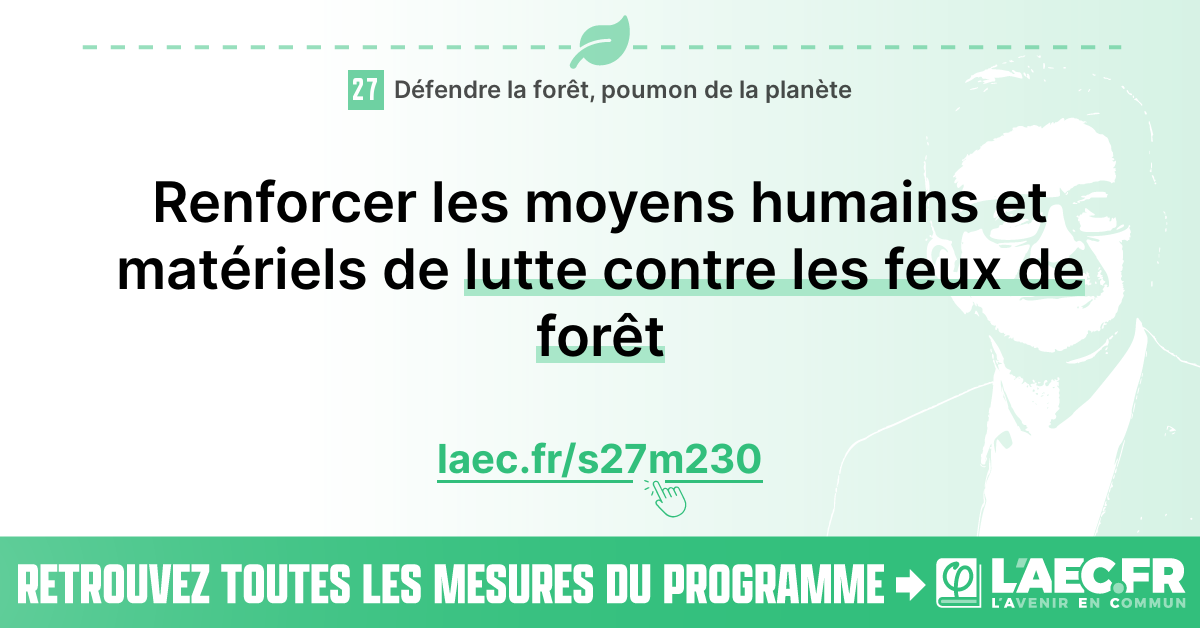 27 Défendre la forêt, poumon de la planète
Renforcer les moyens humains et
matériels de lutte contre les feux de
forêt
laec.fr/s27m230
RETROUVEZ TOUTES LES MESURES DU PROGRAMME
L'AEC.FR
L'AVENIR EN COMMUN